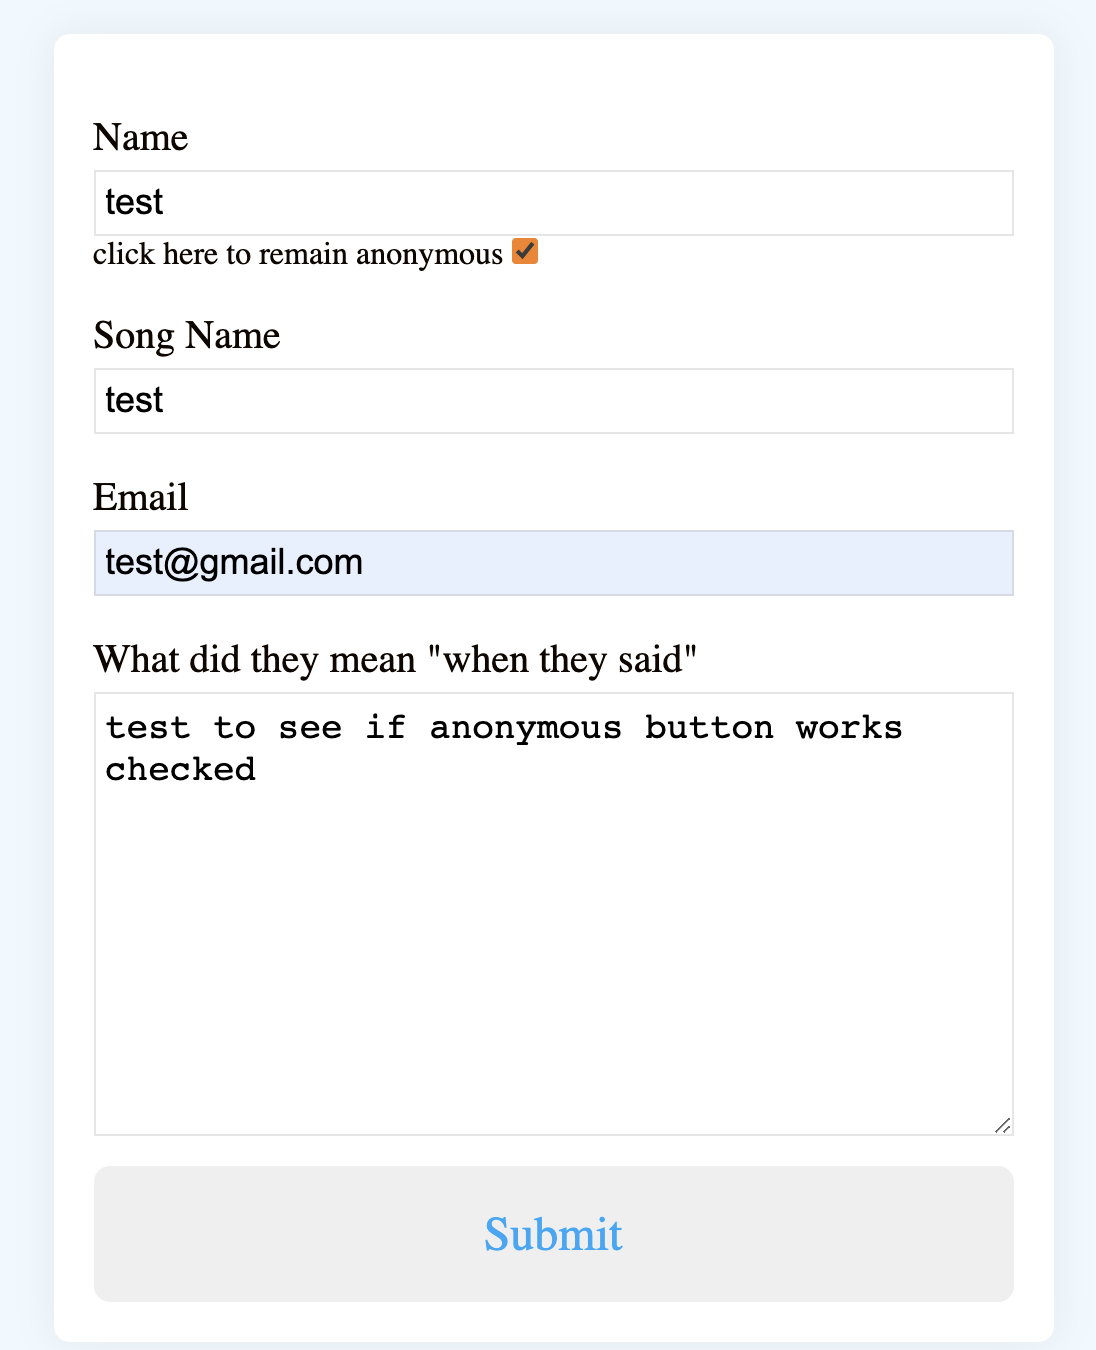 Name
test
click here to remain anonymous
Song Name
test
Email
test@gmail.com
What did they mean "when they said"
test to see if anonymous button works
checked
Submit